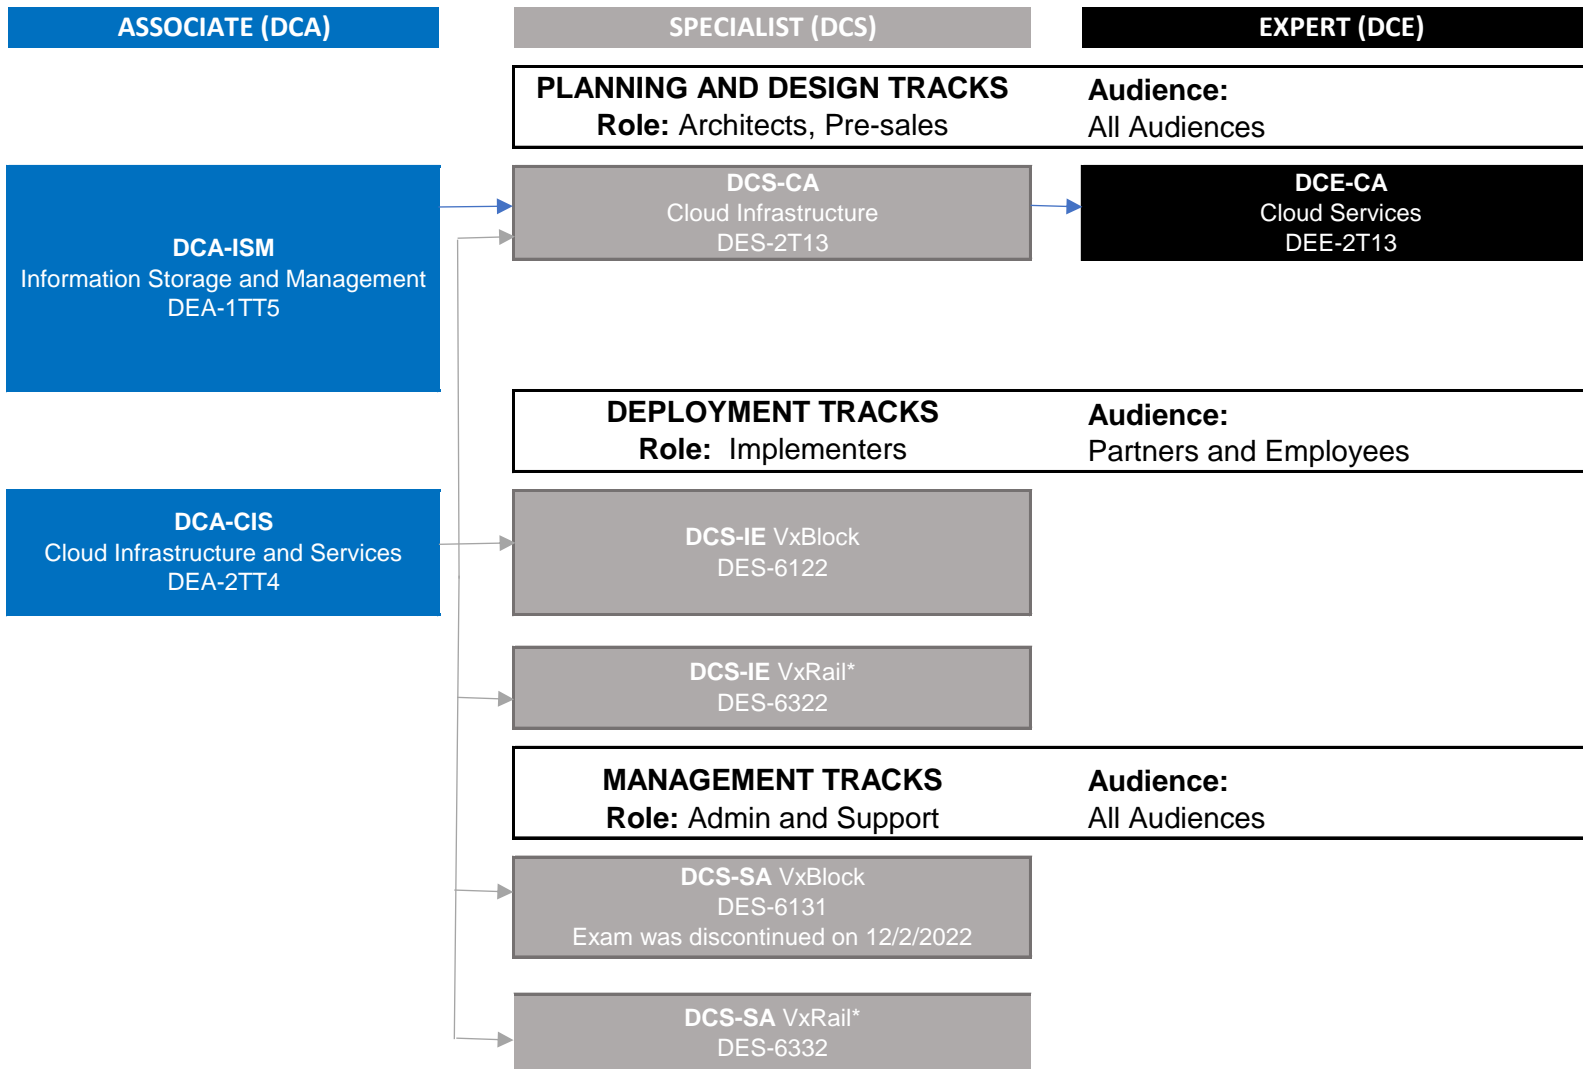 ASSOCIATE (DCA)
SPECIALIST (DCS)
EXPERT (DCE)
PLANNING AND DESIGN TRACKS
Role: Architects, Pre-sales
Audience:
All Audiences
DCA-ISM
Information Storage and Management
DEA-1TT5
DCS-CA
Cloud Infrastructure
DES-2T13
DCE-CA
Cloud Services
DEE-2T13
DEPLOYMENT TRACKS
Role: Implementers
Audience:
Partners and Employees
DCA-CIS
Cloud Infrastructure and Services
DEA-2TT4
DCS-IE VxBlock
DES-6122
DCS-IE VxRail*
DES-6322
MANAGEMENT TRACKS
Role: Admin and Support
Audience:
All Audiences
DCS-SA VxBlock
DES-6131
Exam was discontinued on 12/2/2022
DCS-SA VxRail*
DES-6332